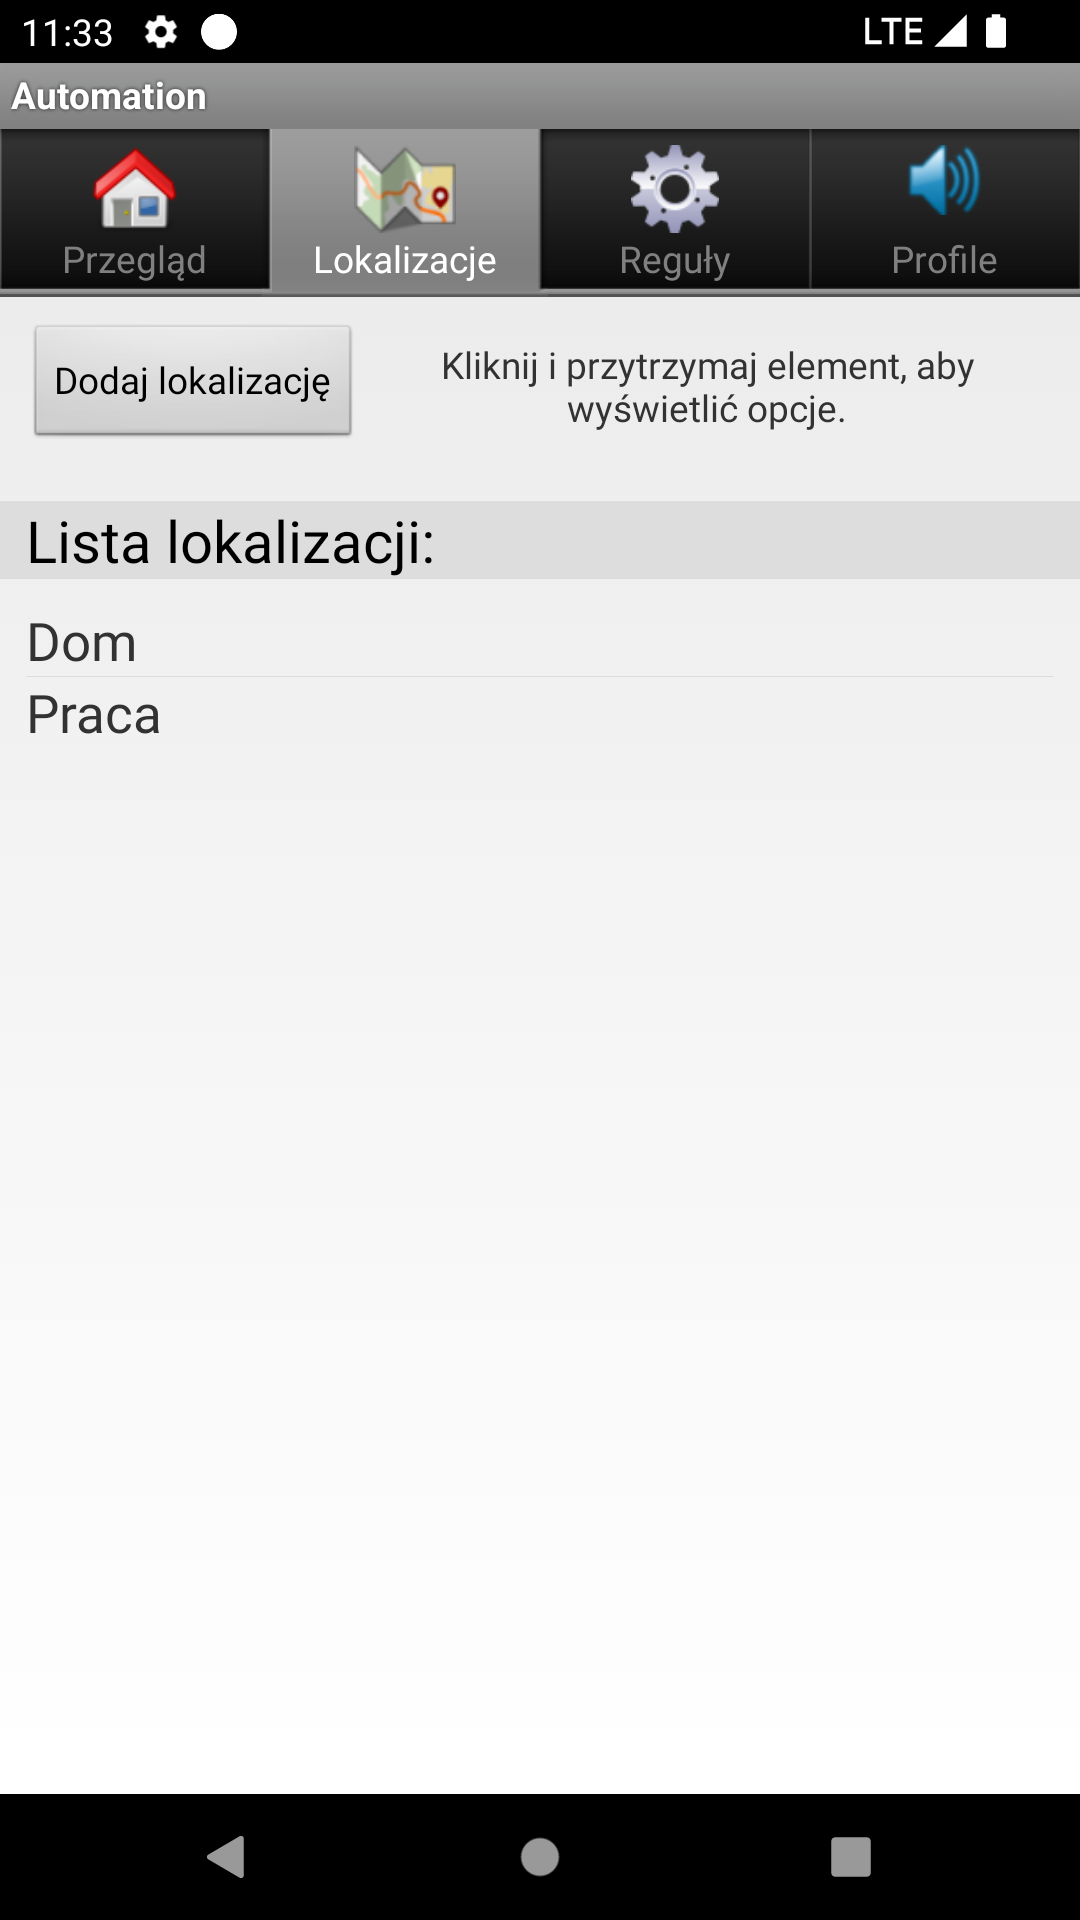 11:33
LTE
Automation
Przegląd
Lokalizacje
Reguły
Profile
Dodaj lokalizację
Kliknij i przytrzymaj element, aby
wyświetlić opcje.
Lista lokalizacji:
Dom
Praca